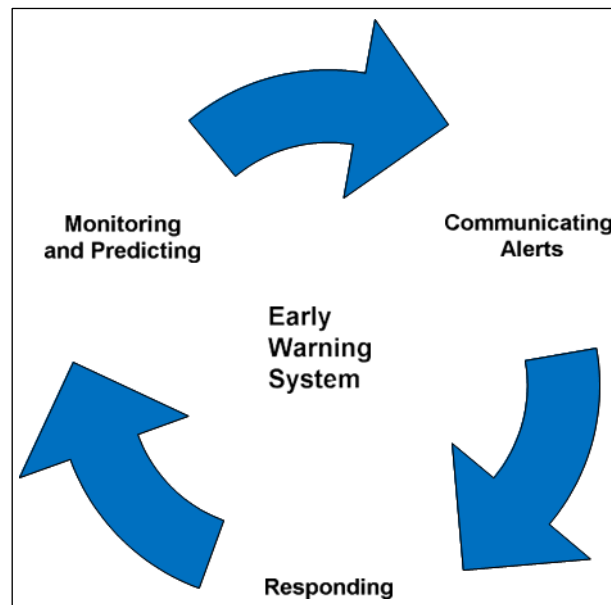 Monitoring
and Predicting
Communicating
Alerts
Early
Warning
System
Responding